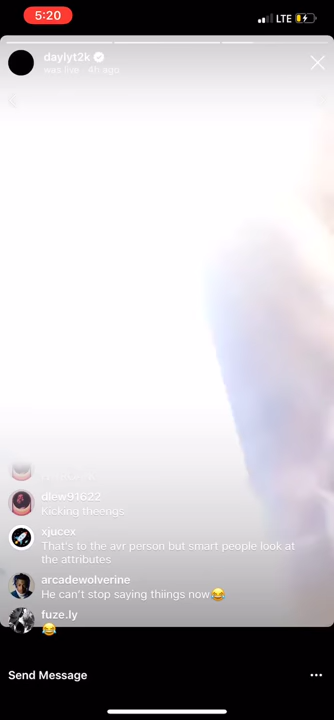 5:20
LTE
daylyt2k
was live · 4h ago
dlew91622
Kicking theengs
xjucex
That's to the avr person but smart people look at
the attributes
arcadewolverine
He can't stop saying thiings now😂
fuze.ly
😂
Send Message